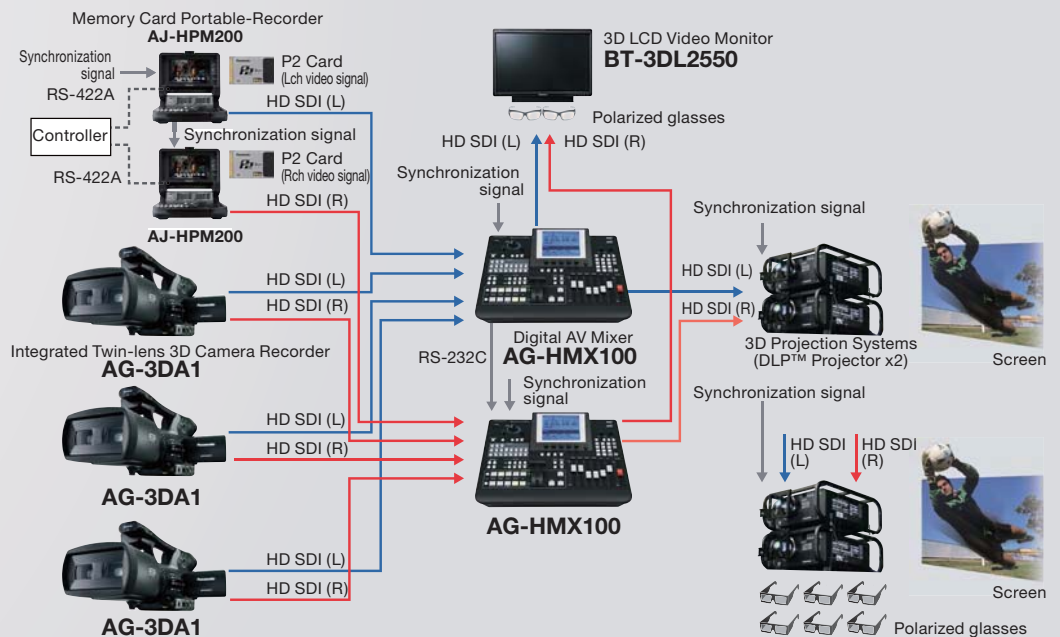 Memory Card Portable-Recorder
AJ-HPM200
Synchronization
signal
P2 Card
(Lch video signal)
RS-422A
HD SDI (L)
Controller
Synchronization signal
RS-422A
P2 Card
(Rch video signal)
HD SDI (R)
AJ-HPM200
HD SDI (L)
HD SDI (R)
Integrated Twin-lens 3D Camera Recorder
AG-3DA1
HD SDI (L)
HD SDI (R)
AG-3DA1
HD SDI (L)
HD SDI (R)
AG-3DA1
3D LCD Video Monitor
BT-3DL2550
Polarized glasses
HD SDI (L)
HD SDI (R)
Synchronization
signal
Digital AV Mixer
AG-HMX100
RS-232C
Synchronization
signal
AG-HMX100
Synchronization signal
HD SDI (L)
HD SDI (R)
3D Projection Systems
(DLP™ Projector x2)
Screen
Synchronization signal
HD SDI
(L)
HD SDI
(R)
Screen
Polarized glasses